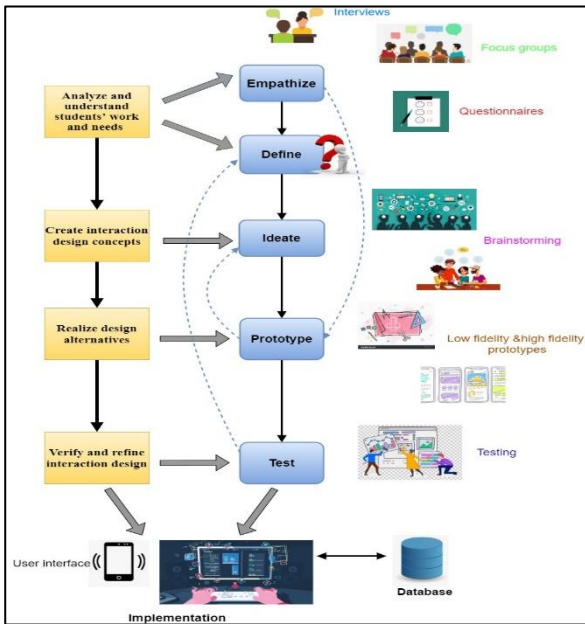 Interviews
Focus groups
Analyze and
understand
students' work
and needs
Empathize
Questionnaires
Define
Create interaction
design concepts
Ideate
Brainstorming
Realize design
alternatives
Prototype
Low fidelity &high fidelity
prototypes
Verify and refine
interaction design
Test
Testing
User interface
Database
Implementation